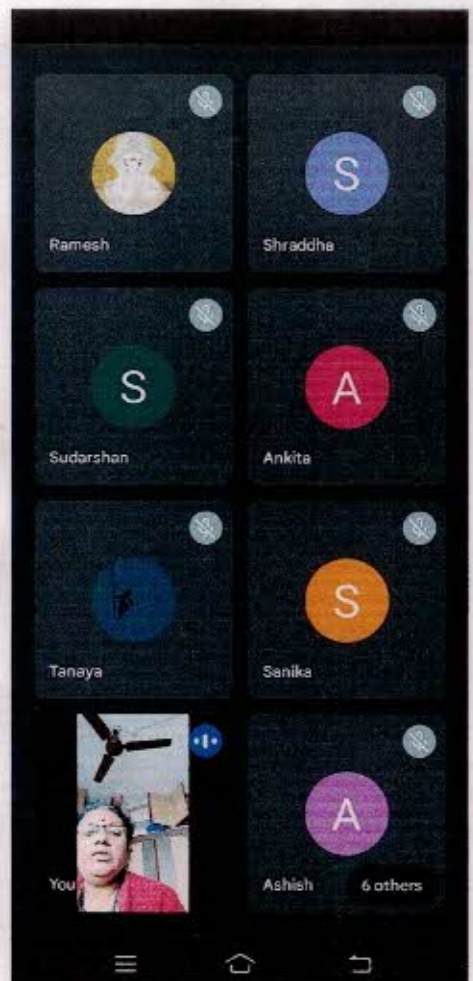 Ramesh
S
Shraddha
S
Sudarshan
A
Ankita
Tanaya
S
Sanika
You
A
Ashish
6 others